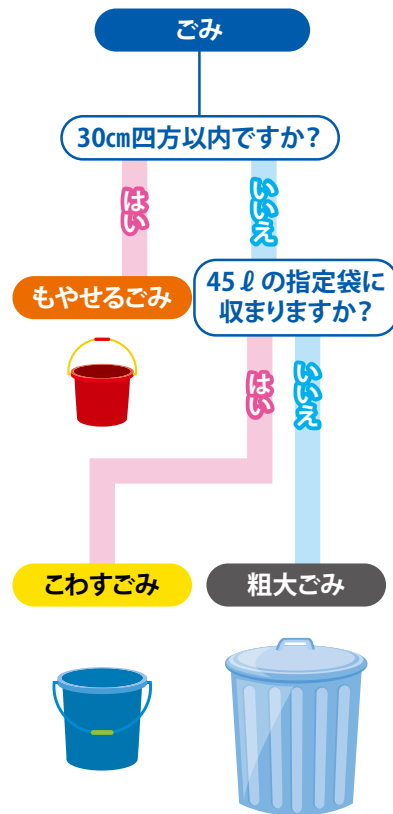 ごみ
30㎝四方以内ですか？
はい
いいえ
もやせるごみ
45ℓの指定袋に
収まりますか？
はい
いいえ
こわすごみ
粗大ごみ